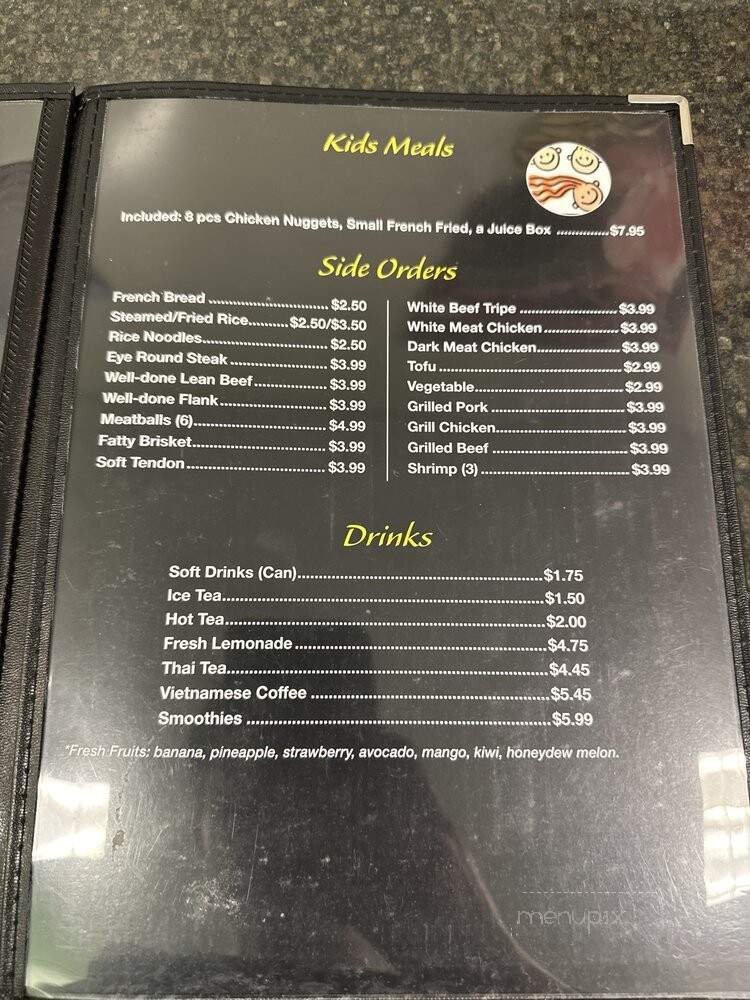 Kids Meals
Included: 8 pcs Chicken Nuggets, Small French Fried, a Juice Box .............$7.95
Side Orders
French Bread ........................... $2.50
Steamed/Fried Rice.........$2.50/$3.50
Rice Noodles............................... $2.50
Eye Round Steak ......................... $3.99
Well-done Lean Beef.................. $3.99
Well-done Flank.......................... $3.99
Meatballs (6)................................ $4.99
Fatty Brisket................................. $3.99
Soft Tendon................................. $3.99
White Beef Tripe ........................$3.99
White Meat Chicken...................$3.99
Dark Meat Chicken.....................$3.99
Tofu ..............................................$2.99
Vegetable.....................................$2.99
Grilled Pork .................................$3.99
Grill Chicken................................$3.99
Grilled Beef .................................$3.99
Shrimp (3) ....................................$3.99
Drinks
Soft Drinks (Can)..................................................$1.75
Ice Tea...................................................................$1.50
Hot Tea..................................................................$2.00
Fresh Lemonade ...................................................$4.75
Thai Tea.................................................................$4.45
Vietnamese Coffee ................................................$5.45
Smoothies .............................................................$5.99
*Fresh Fruits: banana, pineapple, strawberry, avocado, mango, kiwi, honeydew melon.
menupix